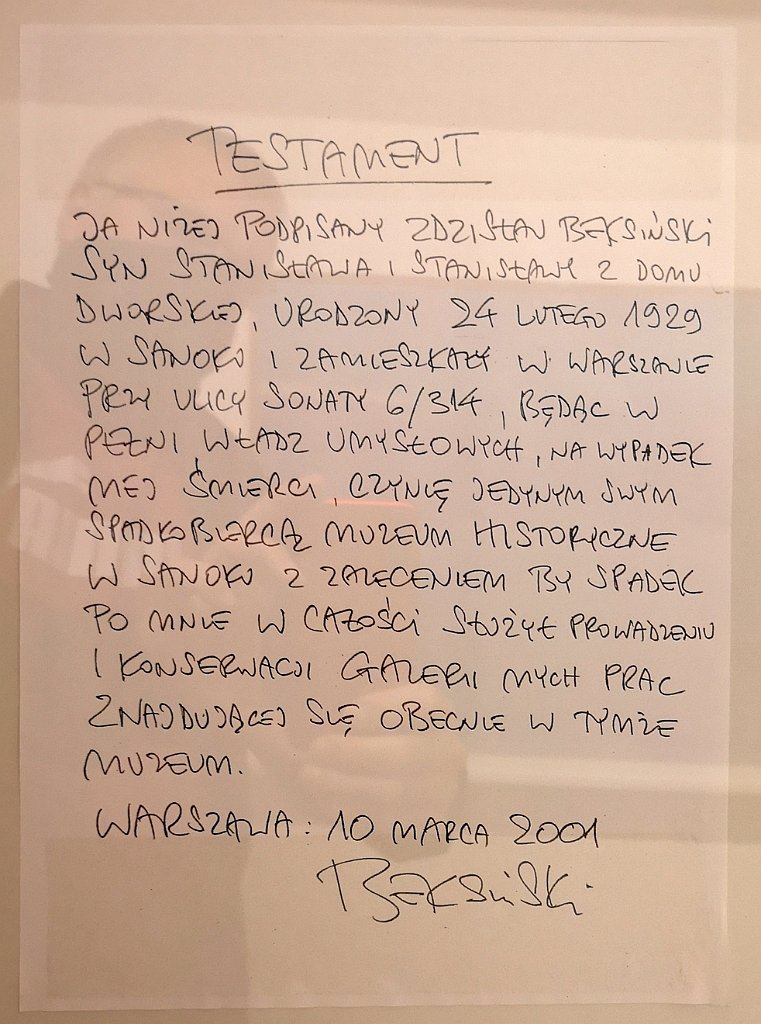 TESTAMENT
JA NIŻEJ PODPISANY ZDZISŁAW BEKSIŃSKI
SYN STANISŁAWA I STANISŁAWY Z DOMU
DWORSKIEJ, URODZONY 24 LUTEGO 1929
W SANOKU I ZAMIESZKAŁY W WARSZAWIE
PRZY ULICY SONATY 6/314, BĘDĄC W
PEŁNI WŁADZ UMYSŁOWYCH, NA WYPADEK
MEJ ŚMIERCI, CZYNIĘ JEDYNYM SWYM
SPADKOBIERCĄ MUZEUM HISTORYCZNE
W SANOKU Z ZALECENIEM BY SPADEK
PO MNIE W CAŁOŚCI SŁUŻYŁ PROWADZENIU
I KONSERWACJI GALERII MYCH PRAC
ZNAJDUJĄCEJ SIĘ OBECNIE W TYMŻE
MUZEUM.
WARSZAWA: 10 MARCA 2001
BEKSIŃSKI